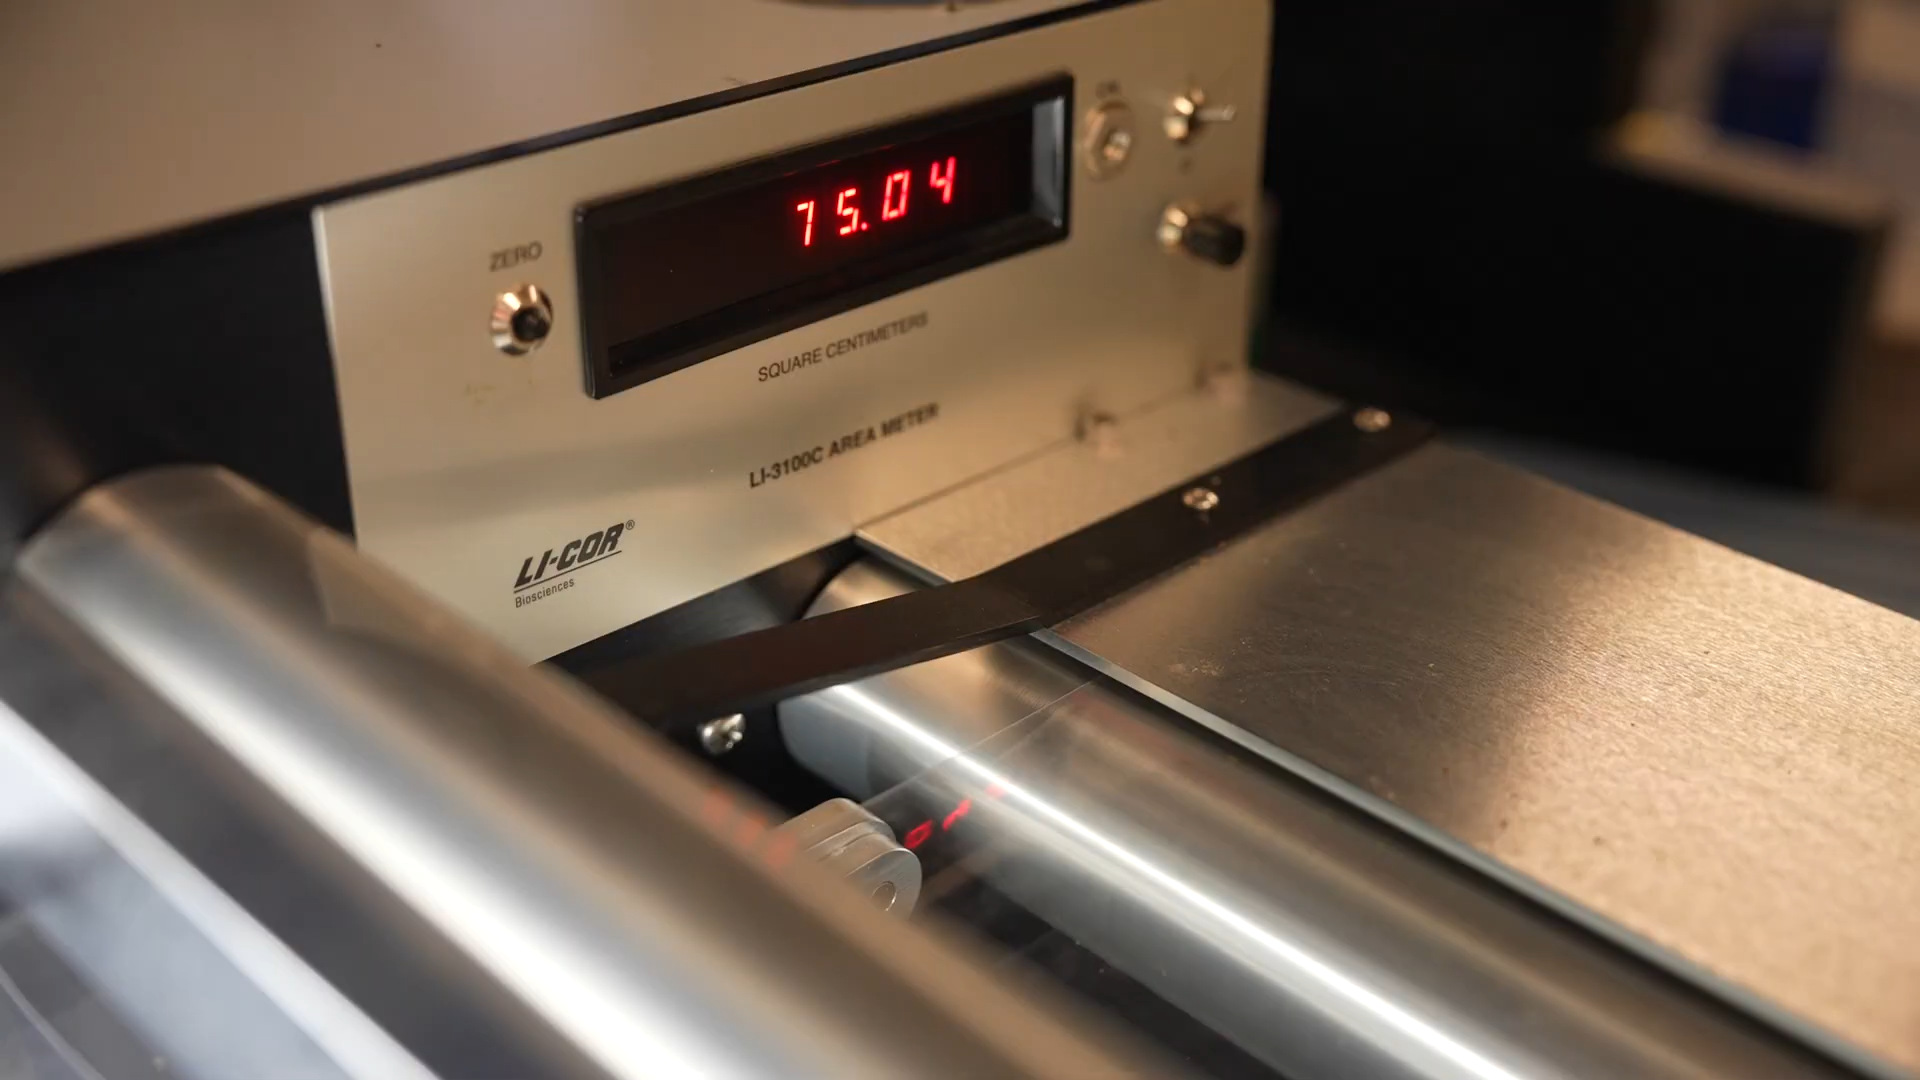 75.04
ZERO
SQUARE CENTIMETERS
LI-3100C AREA METER
LI-COR®
Biosciences